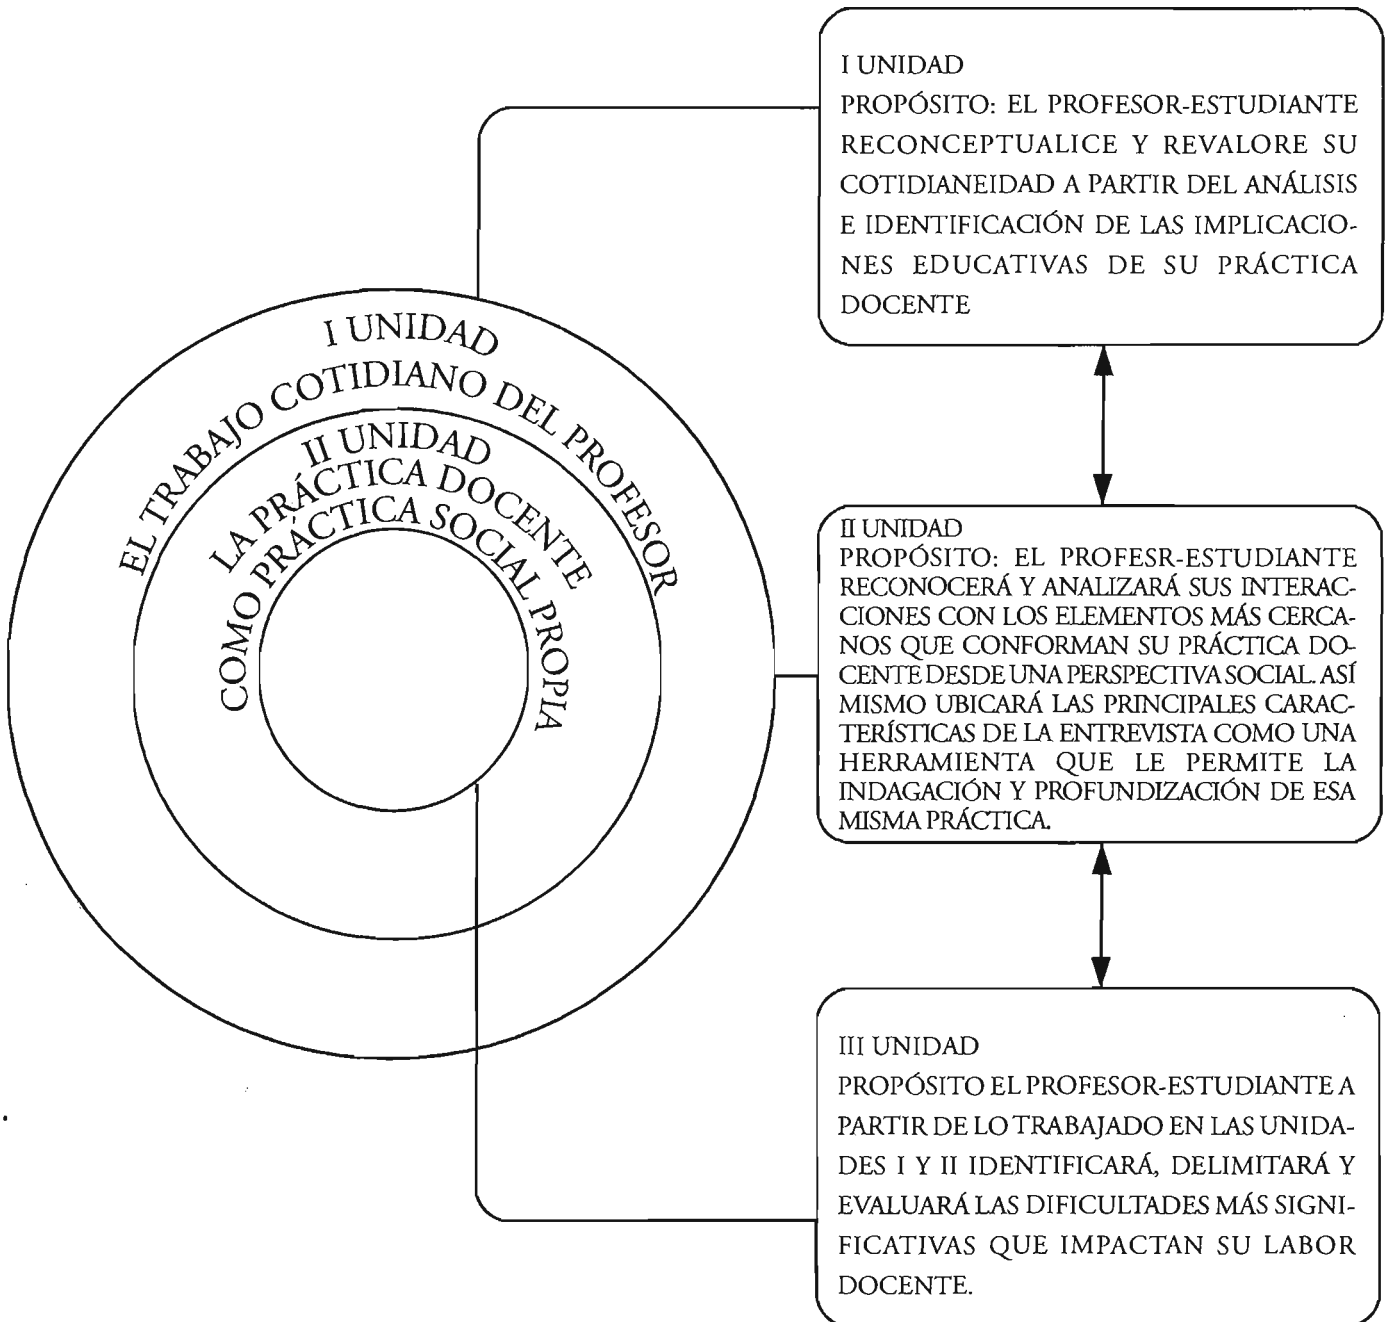 I UNIDAD
EL TRABAJO COTIDIANO DEL PROFESOR
II UNIDAD
LA PRÁCTICA DOCENTE
COMO PRÁCTICA SOCIAL PROPIA
I UNIDAD
PROPÓSITO: EL PROFESOR-ESTUDIANTE
RECONCEPTUALICE Y REVALORE SU
COTIDIANEIDAD A PARTIR DEL ANÁLISIS
E IDENTIFICACIÓN DE LAS IMPLICACIO-
NES EDUCATIVAS DE SU PRÁCTICA
DOCENTE
II UNIDAD
PROPÓSITO: EL PROFESR-ESTUDIANTE
RECONOCERÁ Y ANALIZARÁ SUS INTERAC-
CIONES CON LOS ELEMENTOS MÁS CERCA-
NOS QUE CONFORMAN SU PRÁCTICA DO-
CENTE DESDE UNA PERSPECTIVA SOCIAL. ASÍ
MISMO UBICARÁ LAS PRINCIPALES CARAC-
TERÍSTICAS DE LA ENTREVISTA COMO UNA
HERRAMIENTA QUE LE PERMITE LA
INDAGACIÓN Y PROFUNDIZACIÓN DE ESA
MISMA PRÁCTICA.
III UNIDAD
PROPÓSITO EL PROFESOR-ESTUDIANTE A
PARTIR DE LO TRABAJADO EN LAS UNIDA-
DES I Y II IDENTIFICARÁ, DELIMITARÁ Y
EVALUARÁ LAS DIFICULTADES MÁS SIGNI-
FICATIVAS QUE IMPACTAN SU LABOR
DOCENTE.